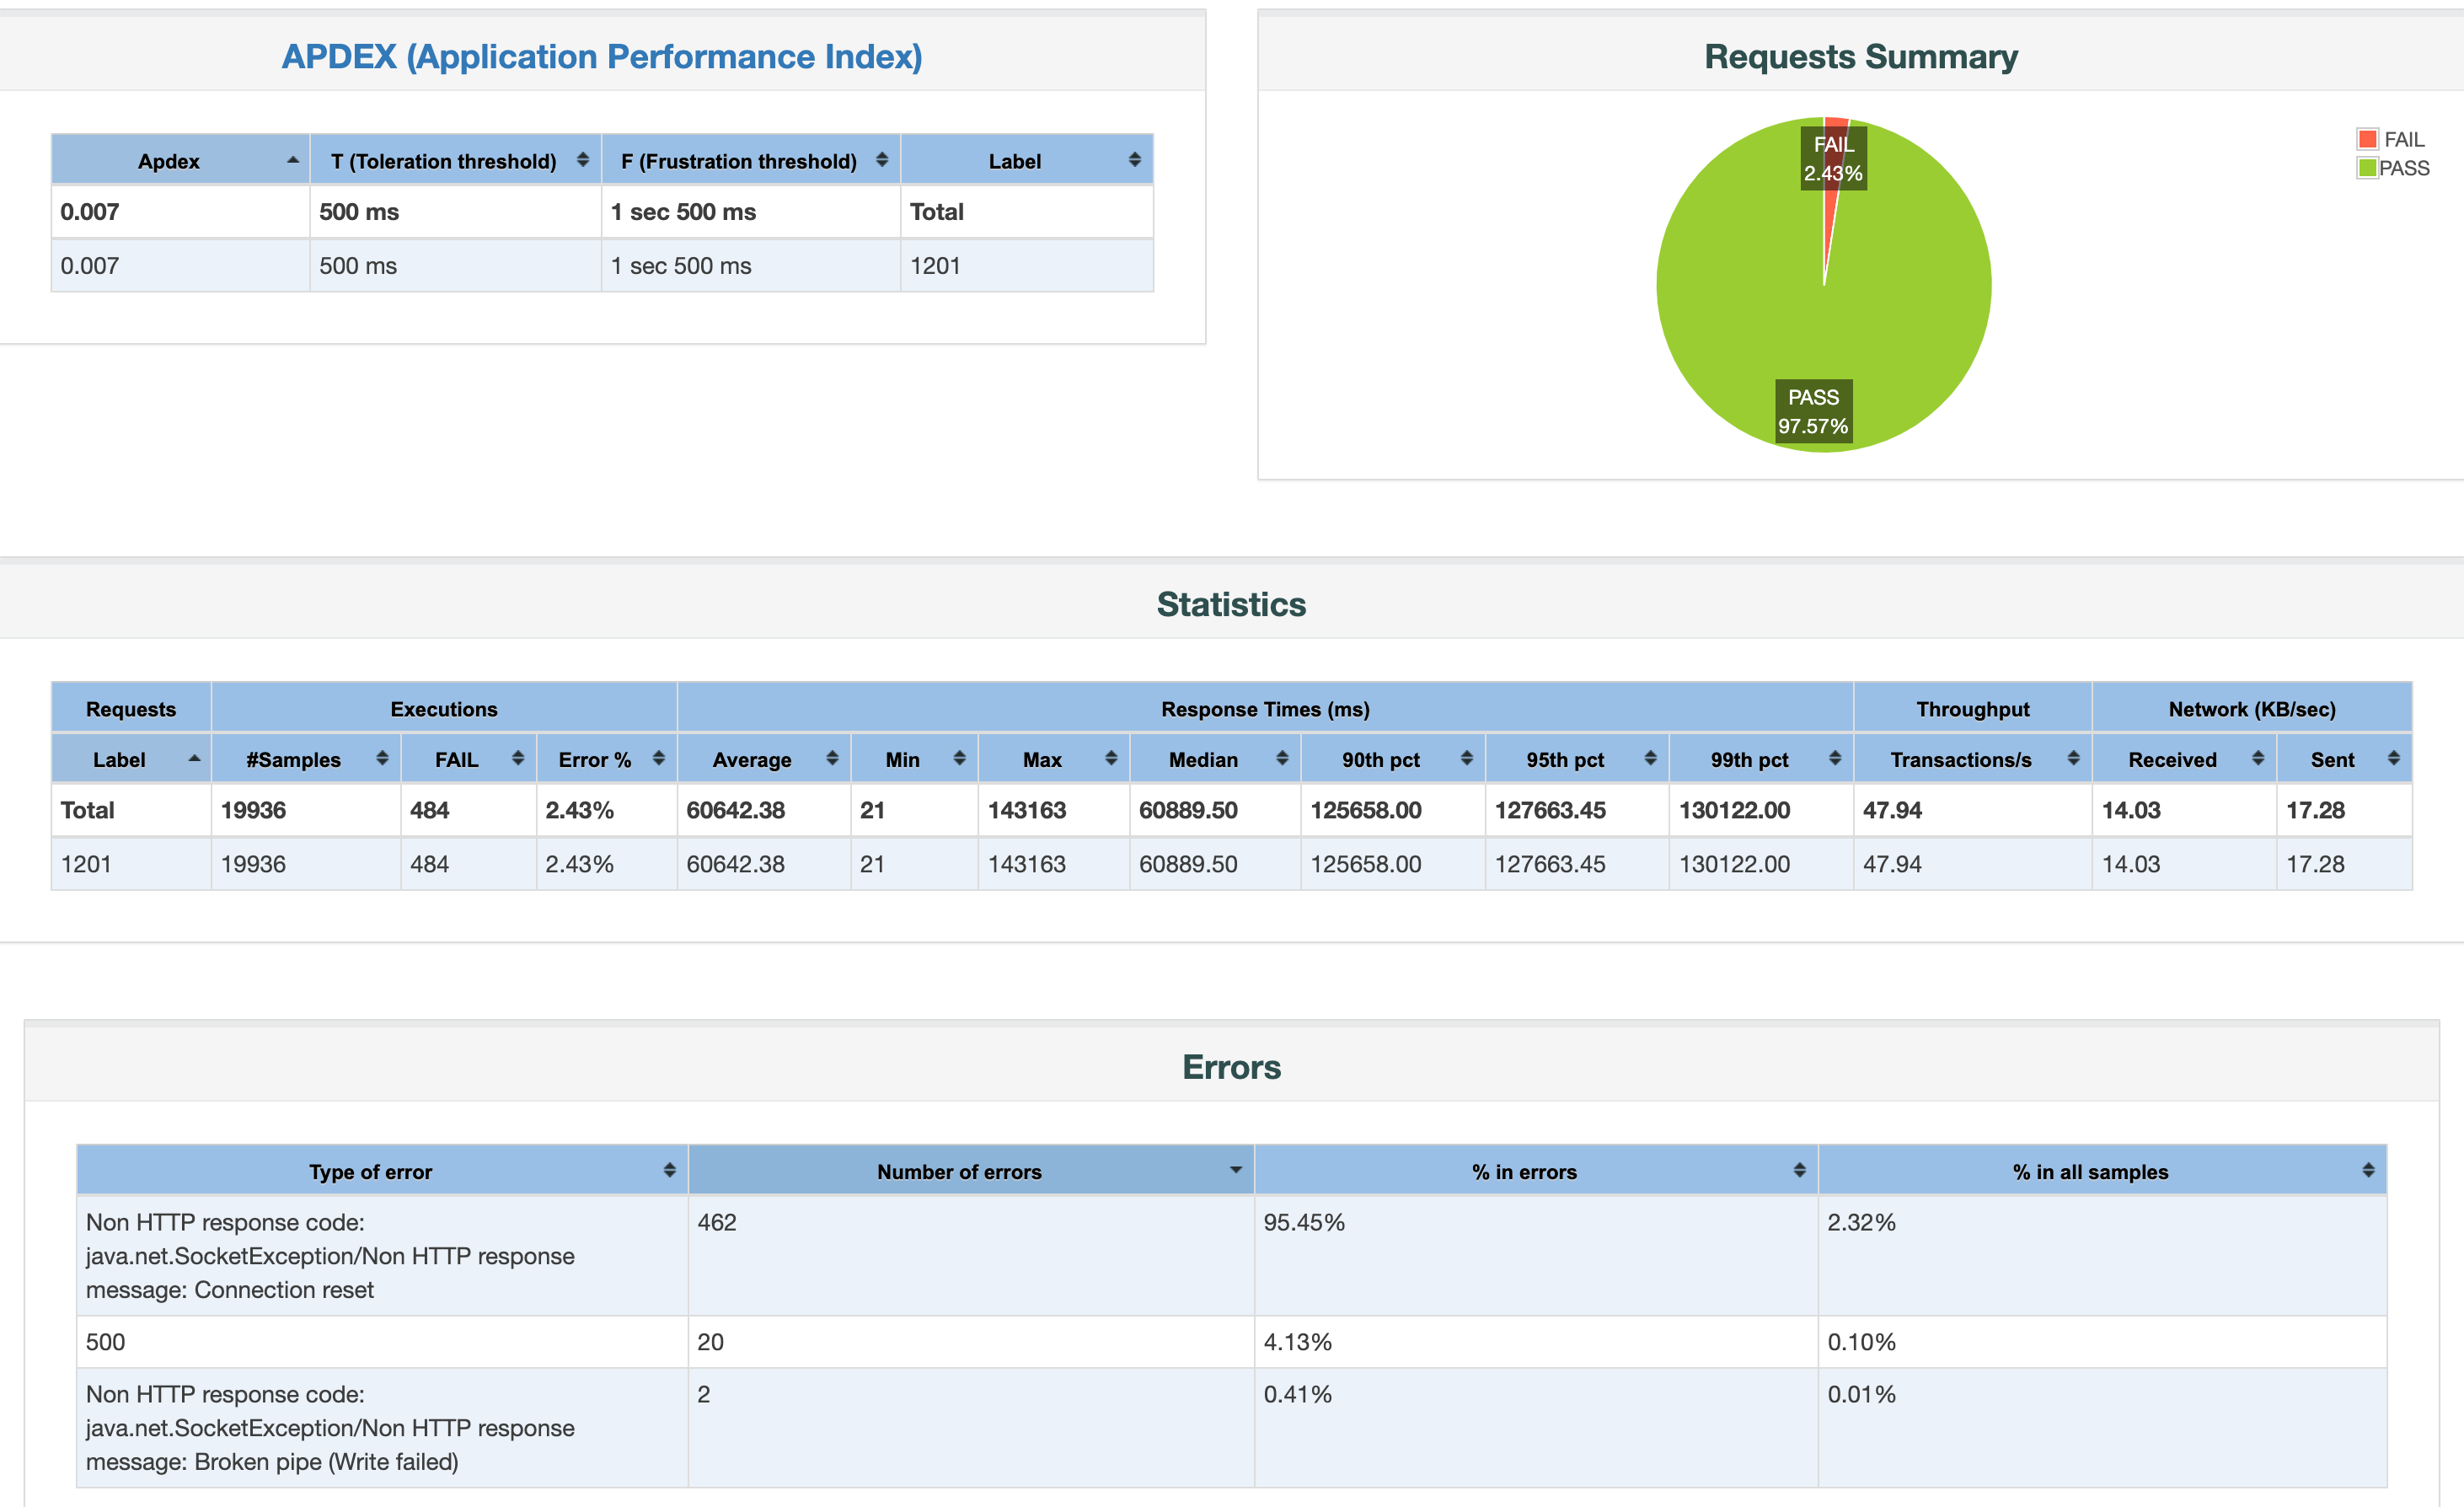 APDEX (Application Performance Index)
Apdex T (Toleration threshold) F (Frustration threshold) Label
0.007 500 ms 1 sec 500 ms Total
0.007 500 ms 1 sec 500 ms 1201
Requests Summary
FAIL
2.43%
PASS
97.57%
FAIL
PASS
Statistics
Requests Executions Response Times (ms) Throughput Network (KB/sec)
Label #Samples FAIL Error % Average Min Max Median 90th pct 95th pct 99th pct Transactions/s Received Sent
Total 19936 484 2.43% 60642.38 21 143163 60889.50 125658.00 127663.45 130122.00 47.94 14.03 17.28
1201 19936 484 2.43% 60642.38 21 143163 60889.50 125658.00 127663.45 130122.00 47.94 14.03 17.28
Errors
Type of error Number of errors % in errors % in all samples
Non HTTP response code: 462 95.45% 2.32%
java.net.SocketException/Non HTTP response
message: Connection reset
500 20 4.13% 0.10%
Non HTTP response code: 2 0.41% 0.01%
java.net.SocketException/Non HTTP response
message: Broken pipe (Write failed)